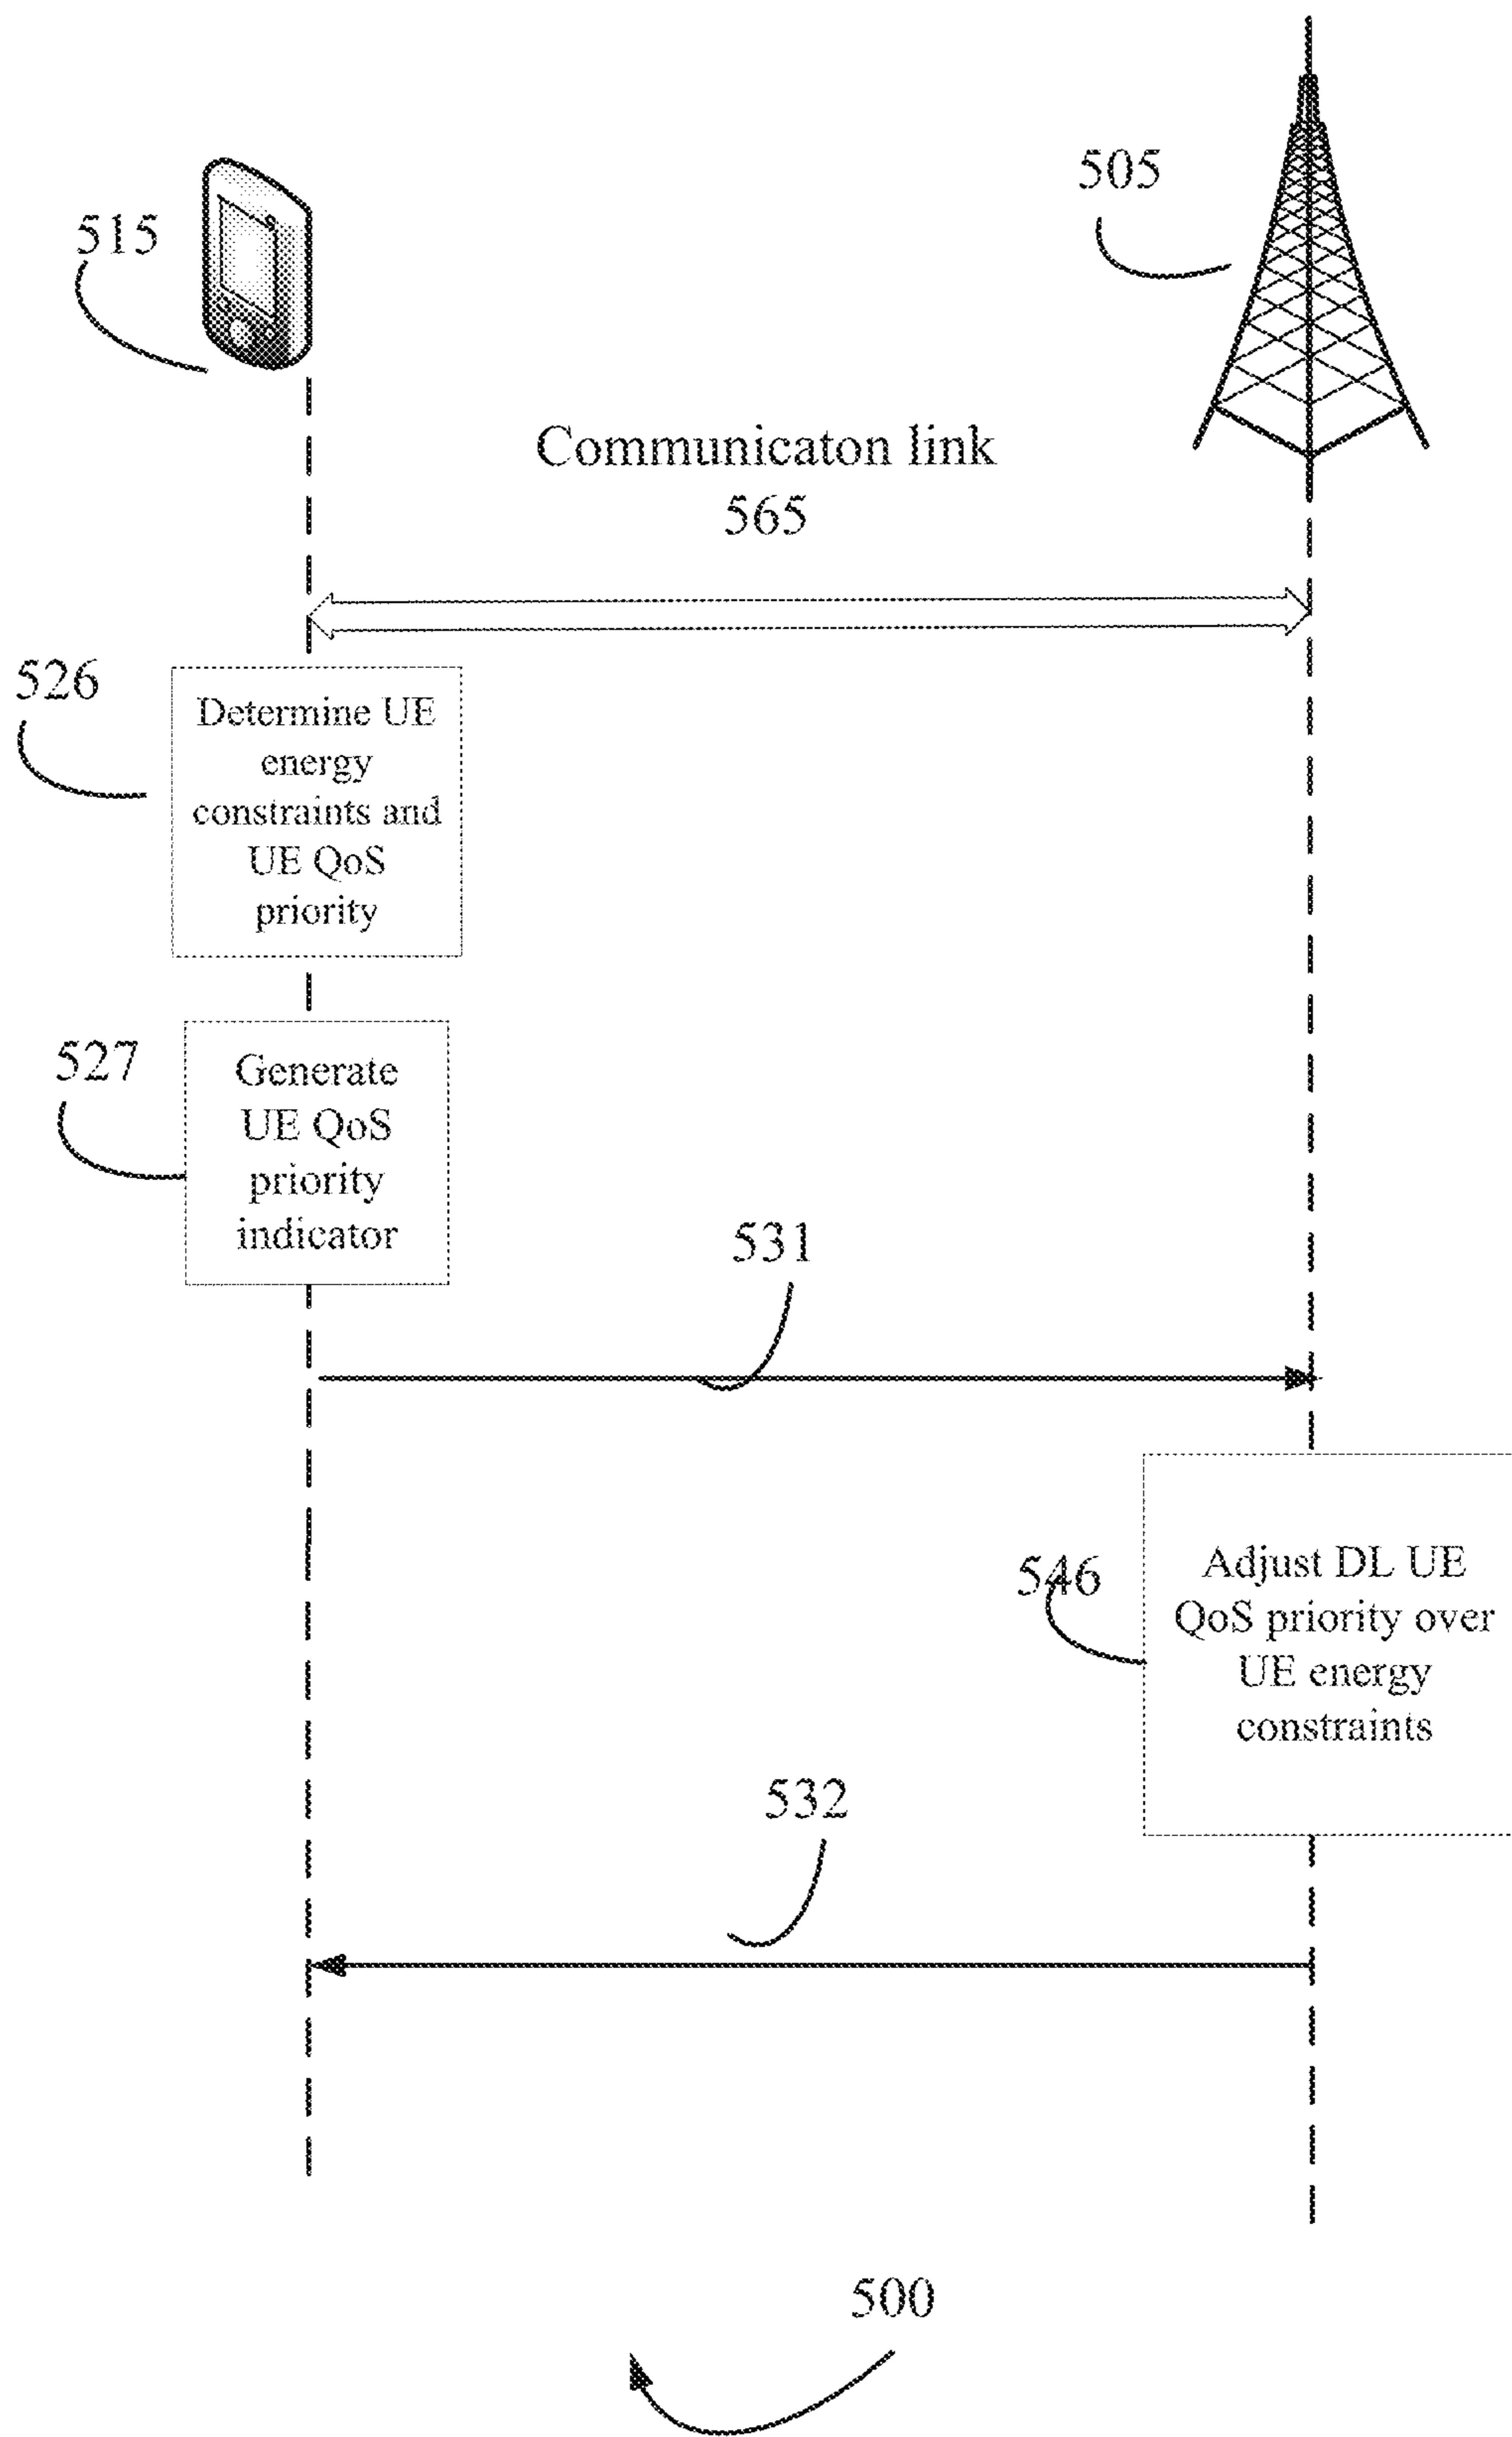 505
515
Communicaton link
565
526
Determine UE
energy
constraints and
UE QoS
priority
527
Generate
UE QoS
priority
indicator
531
546
Adjust DL UE
QoS priority over
UE energy
constraints
532
500